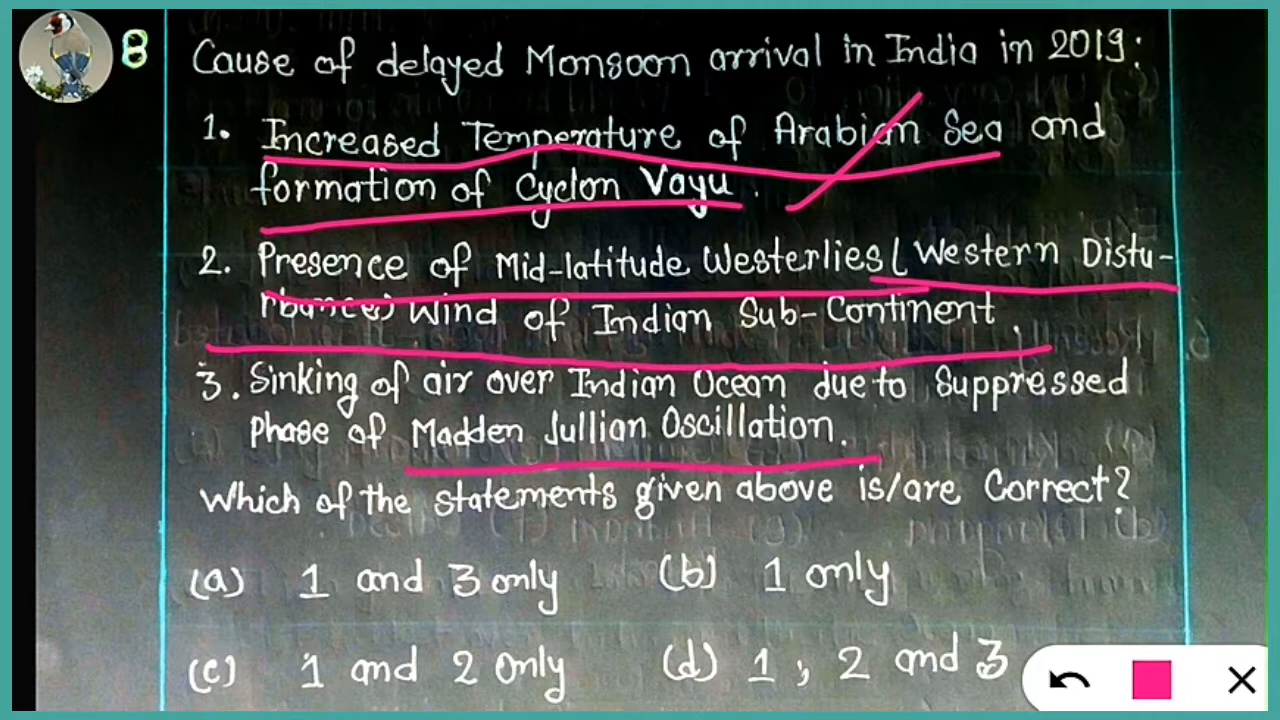 8 Cause of delayed Monsoon arrival in India in 2019:
1. Increased Temperature of Arabian Sea and
formation of Cyclon Vayu.
2. Presence of Mid-latitude Westerlies (Western Distu-
rbances) Wind of Indian Sub-Continent.
3. Sinking of air over Indian Ocean due to Suppressed
Phase of Madden Jullian Oscillation.
Which of the statements given above is/are Correct?
(a) 1 and 3 only (b) 1 only
(c) 1 and 2 only (d) 1, 2 and 3